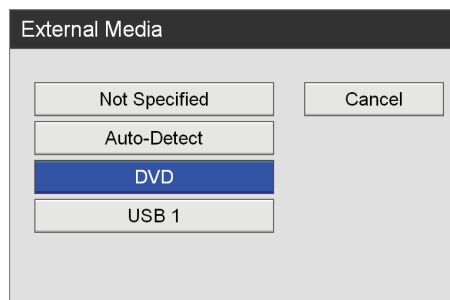 External Media
Not Specified
Cancel
Auto-Detect
DVD
USB 1